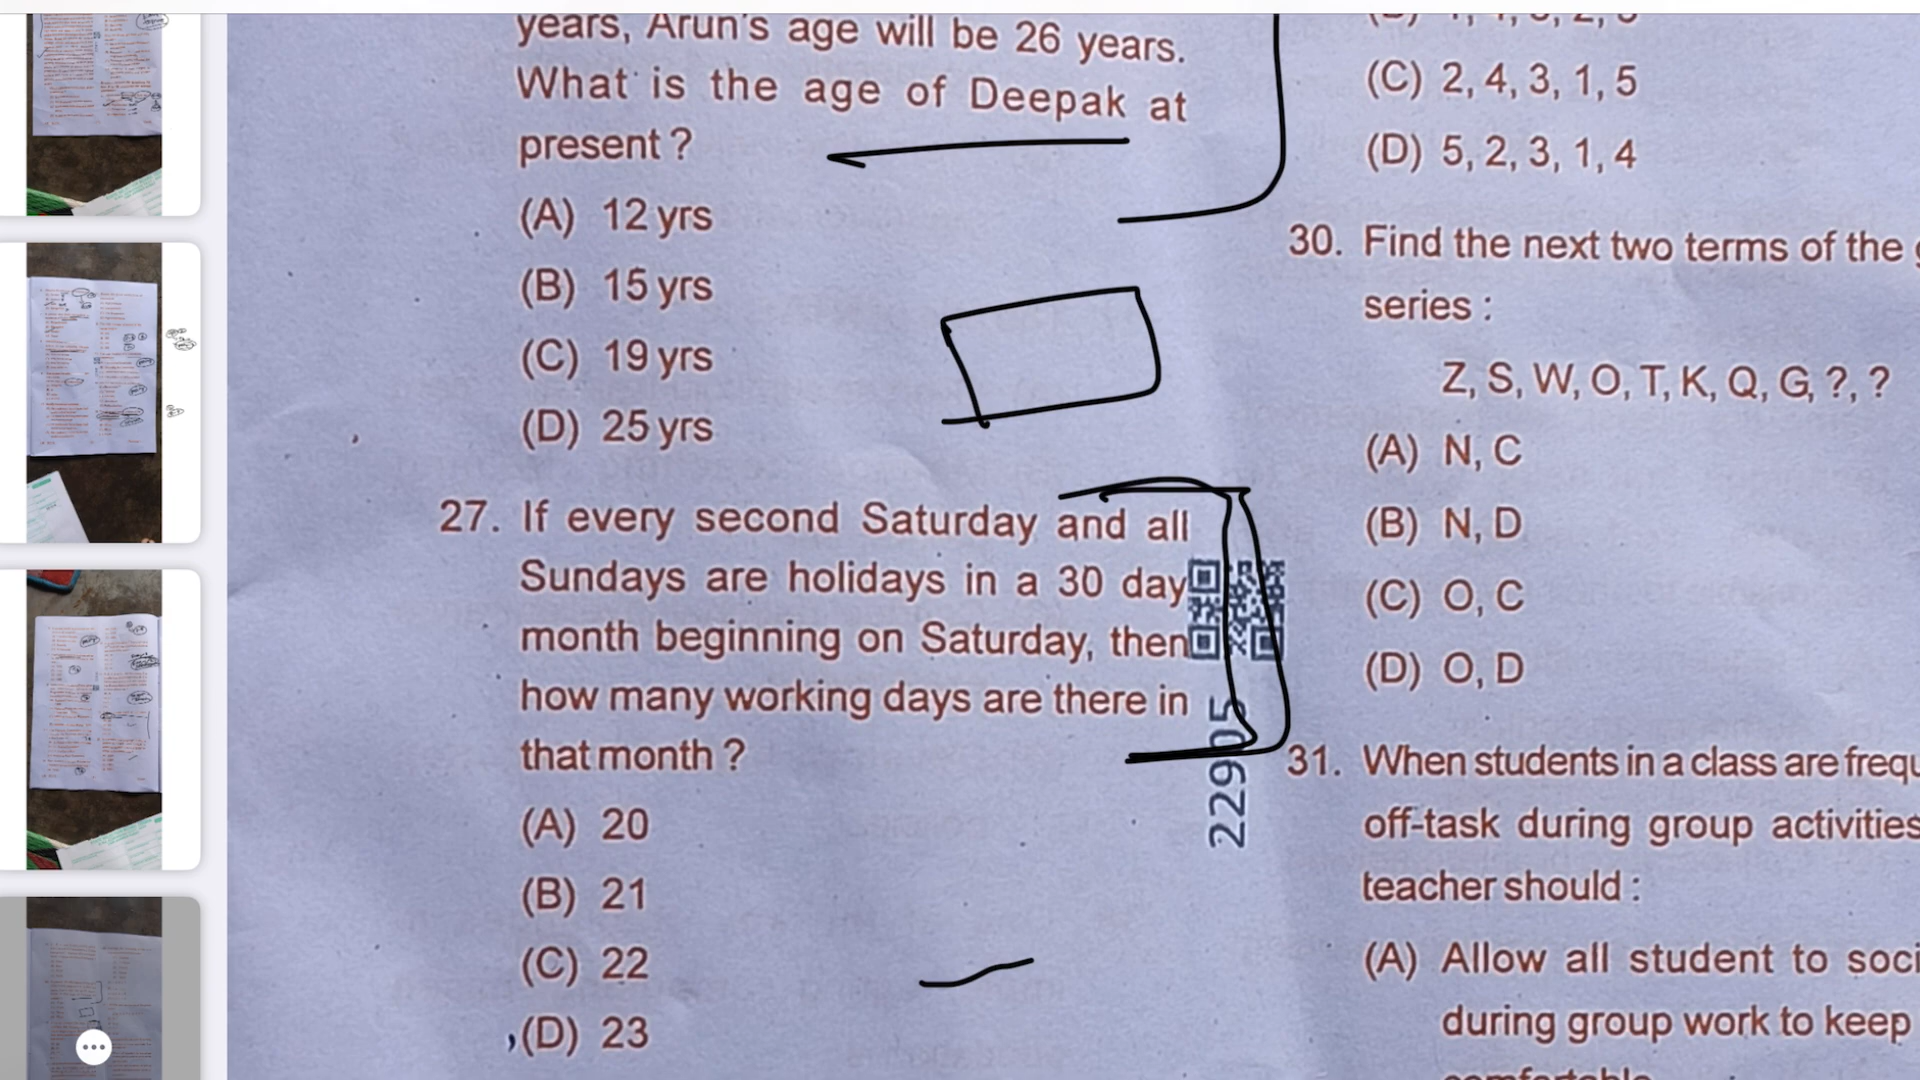 years, Arun's age will be 26 years.
What is the age of Deepak at
present ?
(A) 12 yrs
(B) 15 yrs
(C) 19 yrs
(D) 25 yrs
27. If every second Saturday and all
Sundays are holidays in a 30 day
month beginning on Saturday, then
how many working days are there in
that month ?
(A) 20
(B) 21
(C) 22
(D) 23
22905
(C) 2, 4, 3, 1, 5
(D) 5, 2, 3, 1, 4
30. Find the next two terms of the
series :
Z, S, W, O, T, K, Q, G, ?, ?
(A) N, C
(B) N, D
(C) O, C
(D) O, D
31. When students in a class are frequ
off-task during group activities
teacher should :
(A) Allow all student to soci
during group work to keep